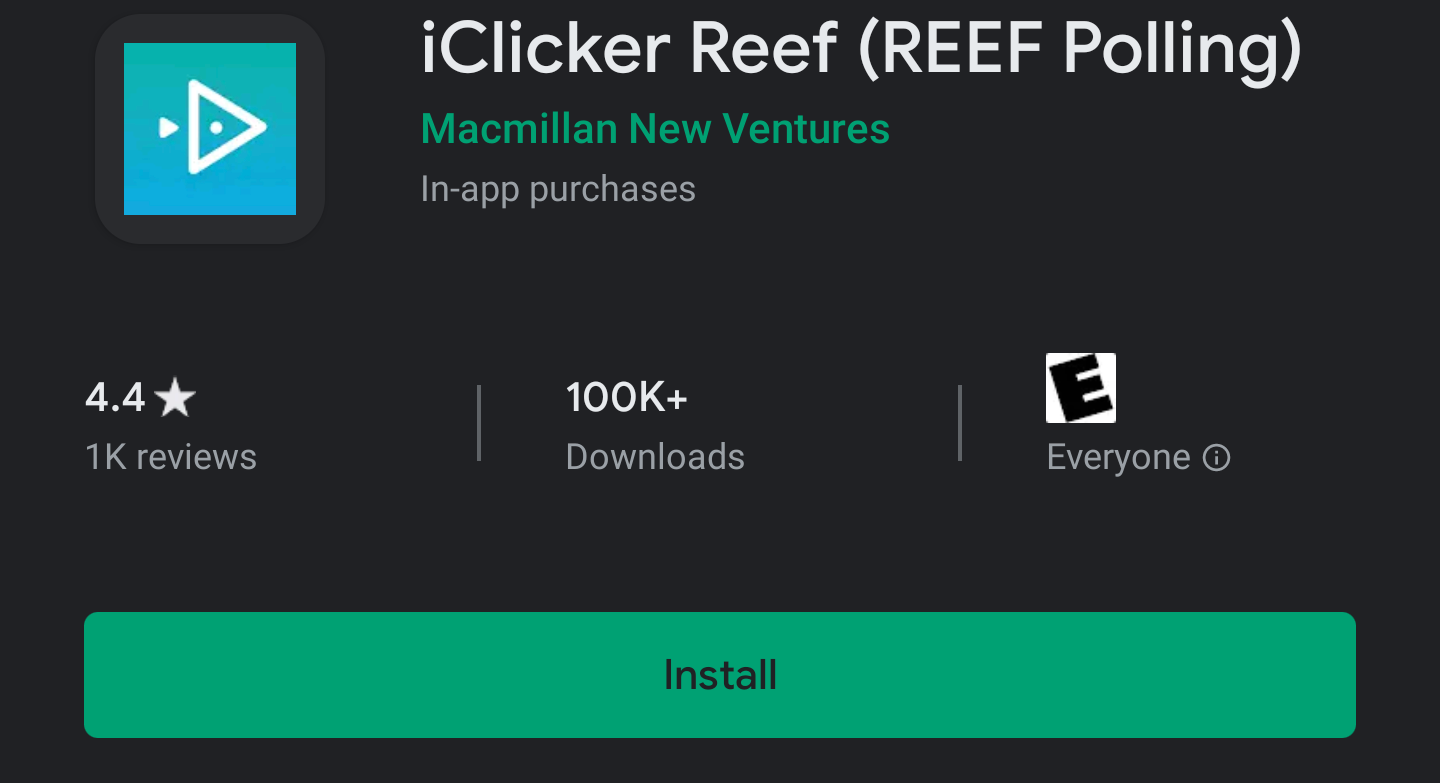 iClicker Reef (REEF Polling)
Macmillan New Ventures
In-app purchases
4.4★
1K reviews
100K+
Downloads
E
Everyone
Install